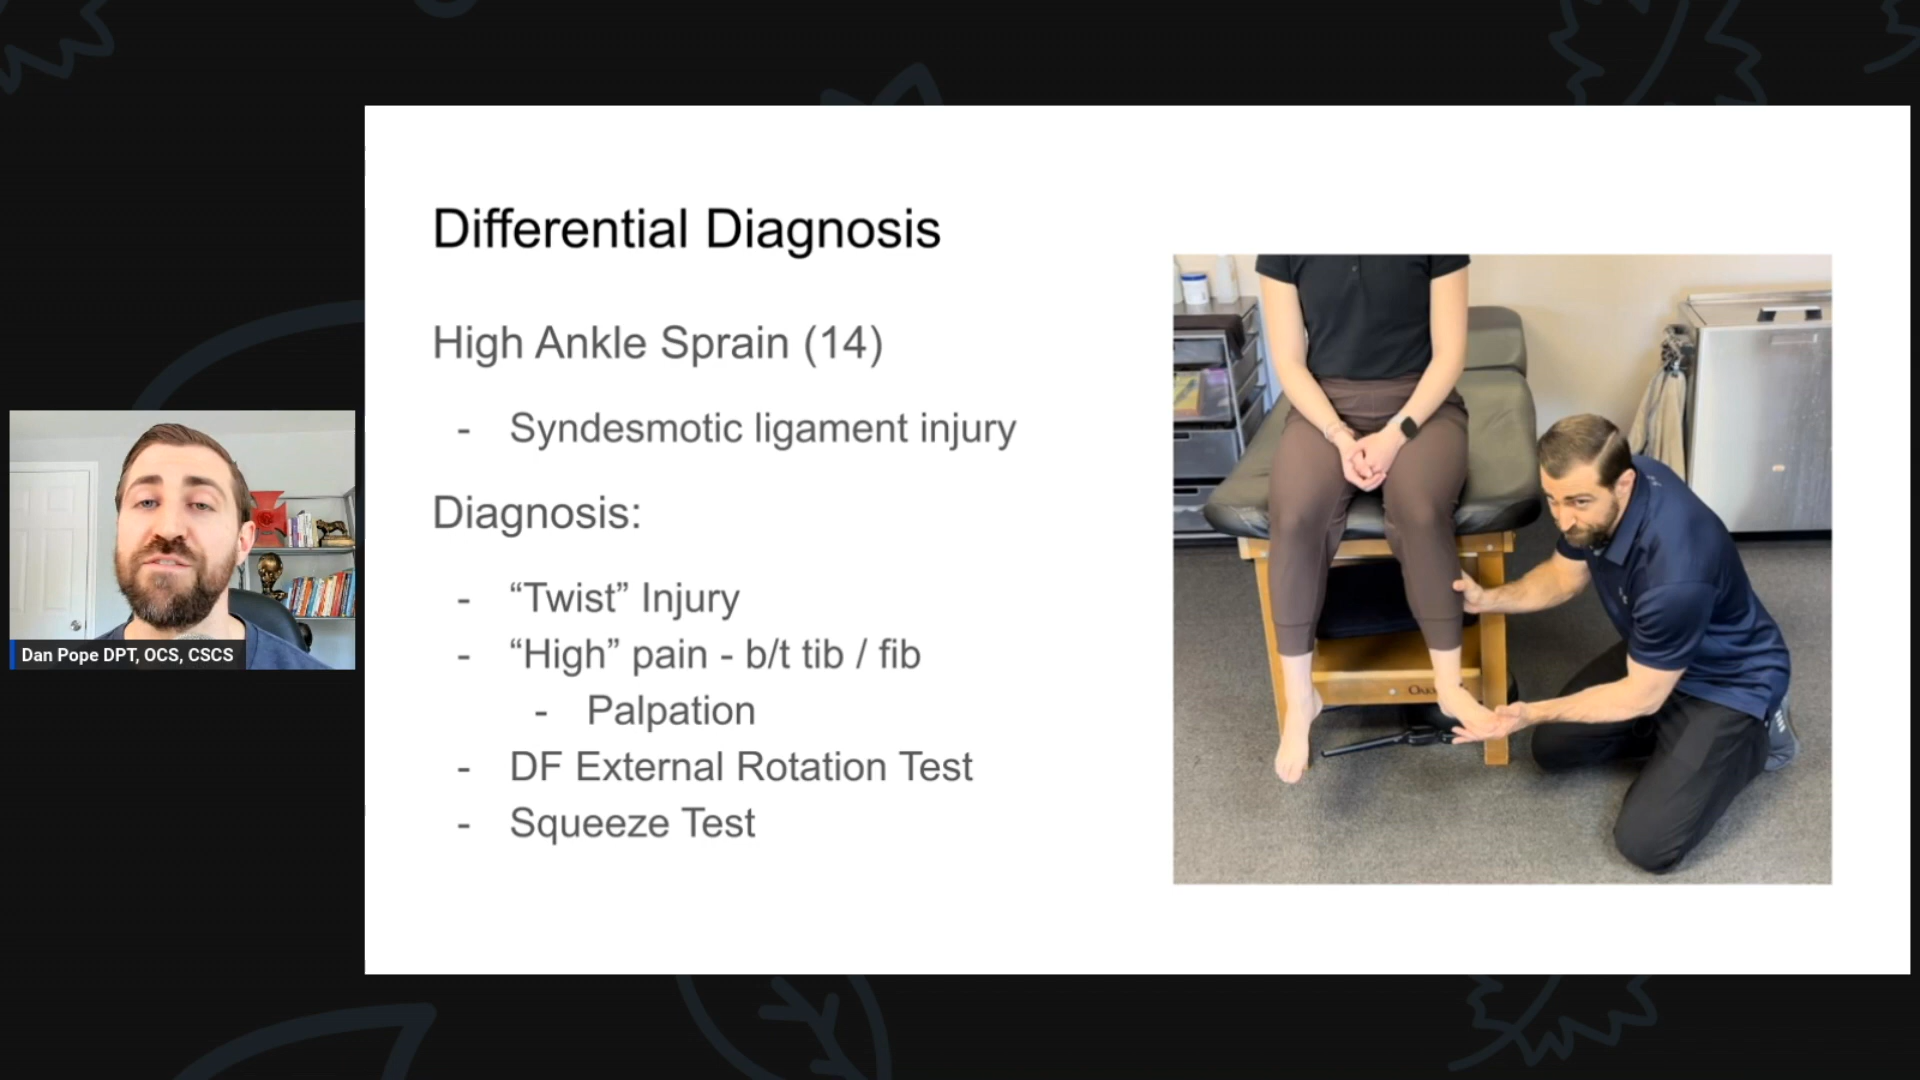 Differential Diagnosis
High Ankle Sprain (14)
- Syndesmotic ligament injury
Diagnosis:
- “Twist” Injury
- “High” pain - b/t tib / fib
- Palpation
- DF External Rotation Test
- Squeeze Test
Dan Pope DPT, OCS, CSCS